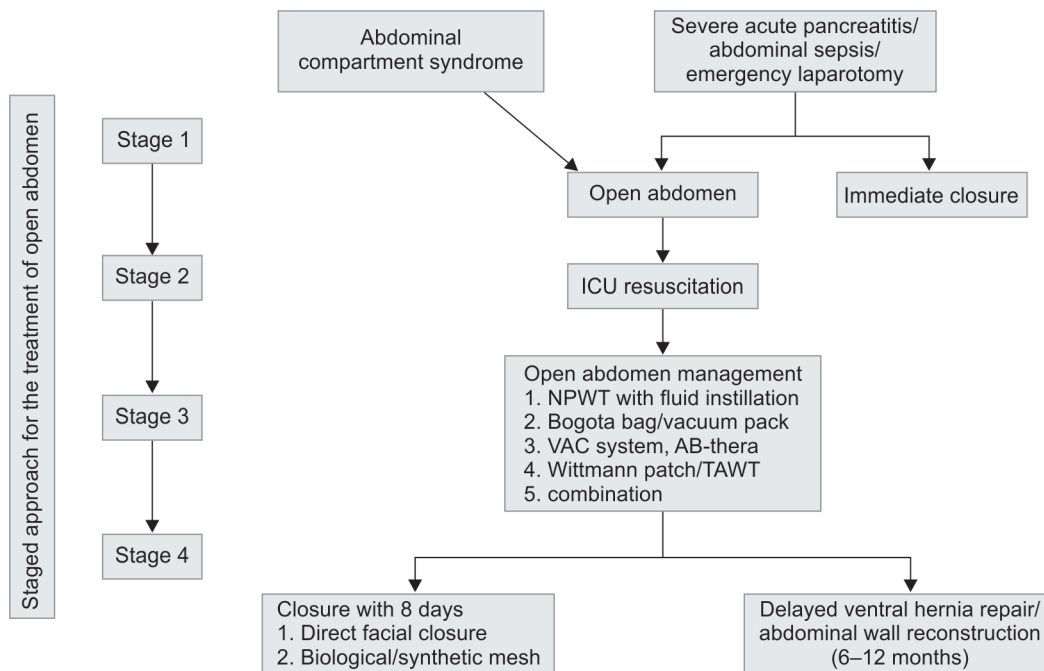 Staged approach for the treatment of open abdomen
Stage 1
Stage 2
Stage 3
Stage 4
Abdominal
compartment syndrome
Severe acute pancreatitis/
abdominal sepsis/
emergency laparotomy
Open abdomen
Immediate closure
ICU resuscitation
Open abdomen management
1. NPWT with fluid instillation
2. Bogota bag/vacuum pack
3. VAC system, AB-thera
4. Wittmann patch/TAWT
5. combination
Closure with 8 days
1. Direct facial closure
2. Biological/synthetic mesh
Delayed ventral hernia repair/
abdominal wall reconstruction
(6–12 months)